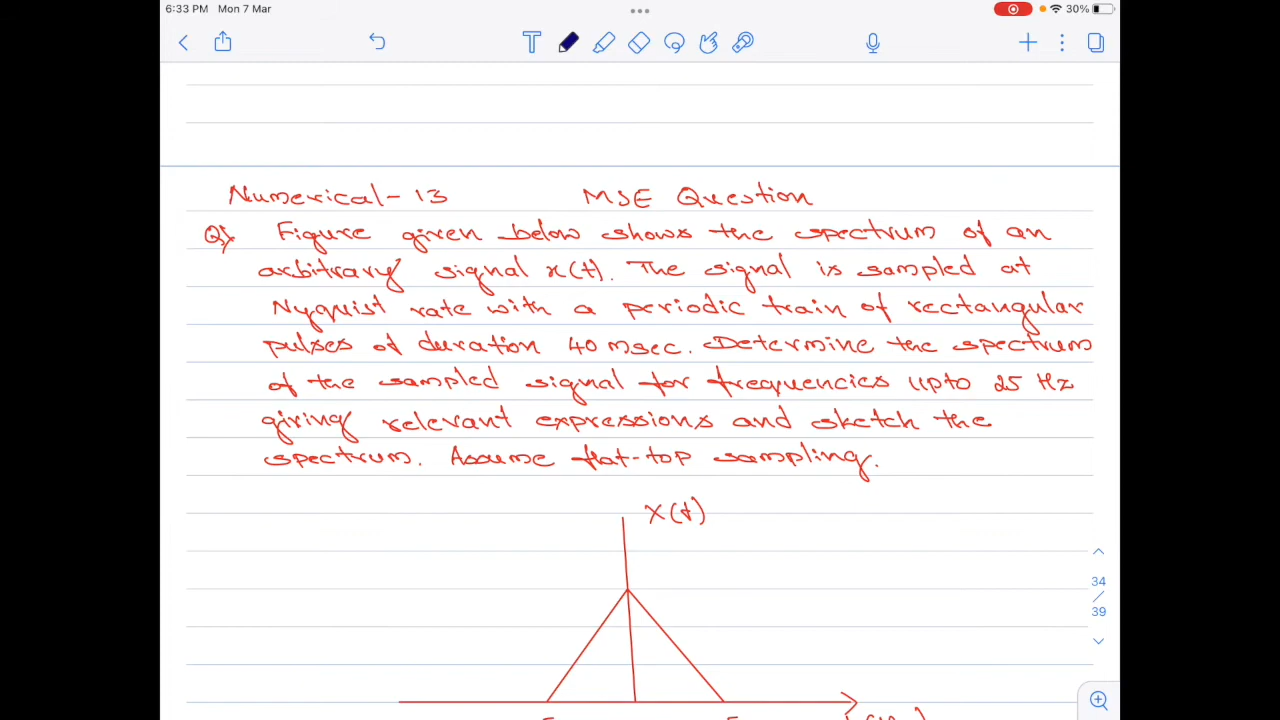 6:33 PM Mon 7 Mar
30%
Numerical-13 MSE Question
Q> Figure given below shows the spectrum of an
arbitrary signal x(t). The signal is sampled at
Nyquist rate with a periodic train of rectangular
pulses of duration 40 msec. Determine the spectrum
of the sampled signal for frequencies upto 25 Hz
giving relevant expressions and sketch the
spectrum. Assume flat-top sampling.
X(f)
34
39